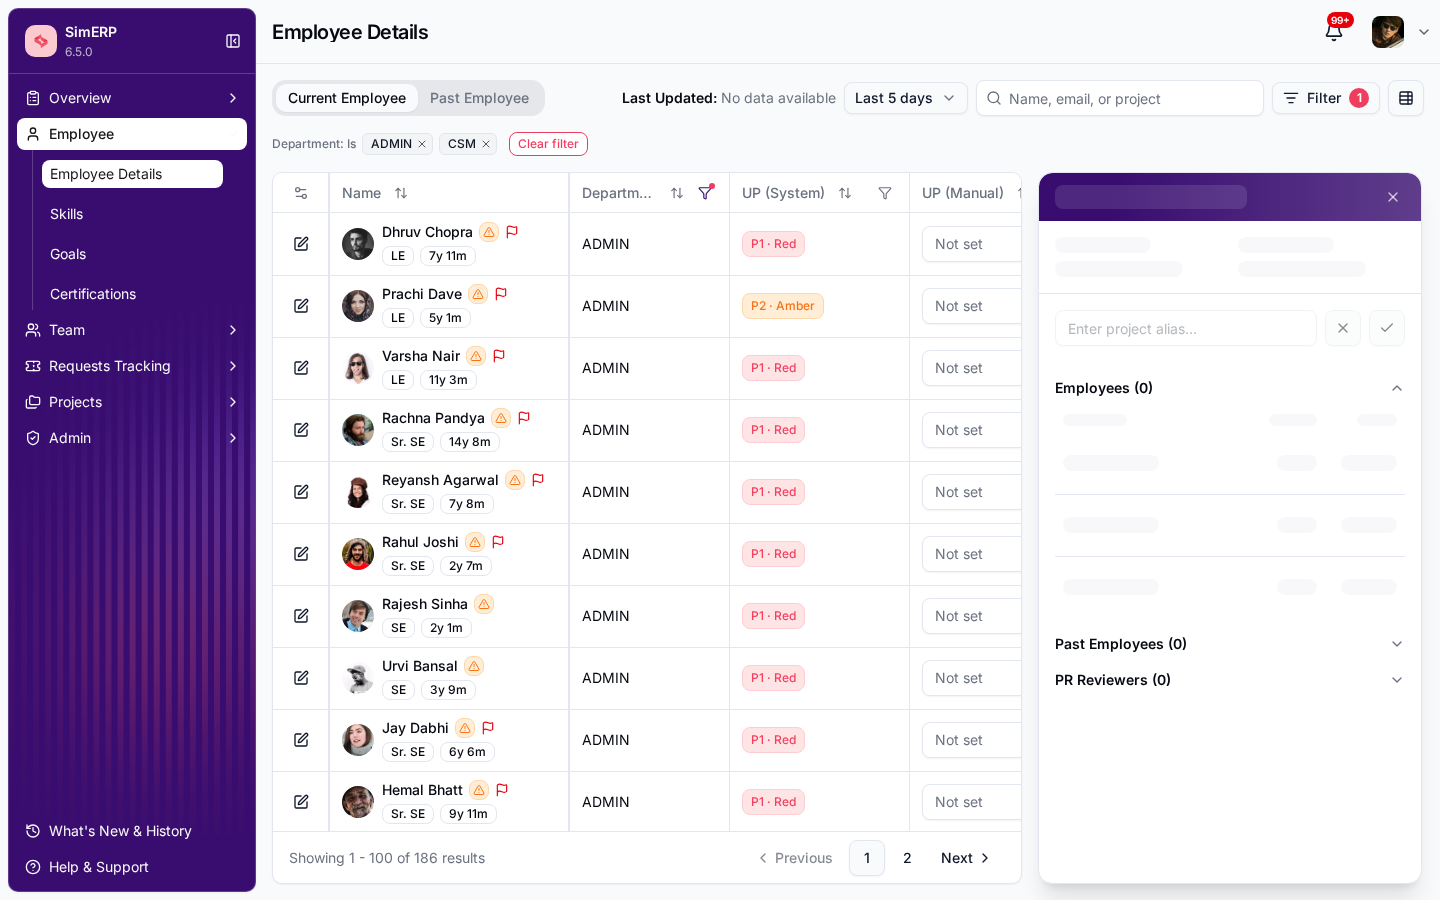 SimERP
6.5.0
Overview
Employee
Employee Details
Skills
Goals
Certifications
Team
Requests Tracking
Projects
Admin
What's New & History
Help & Support
Employee Details
99+
Current Employee
Past Employee
Last Updated: No data available
Last 5 days
Name, email, or project
Filter 1
Department: Is ADMIN CSM Clear filter
Name Departm... UP (System) UP (Manual)
Dhruv Chopra
LE 7y 11m
ADMIN P1 · Red Not set
Prachi Dave
LE 5y 1m
ADMIN P2 · Amber Not set
Varsha Nair
LE 11y 3m
ADMIN P1 · Red Not set
Rachna Pandya
Sr. SE 14y 8m
ADMIN P1 · Red Not set
Reyansh Agarwal
Sr. SE 7y 8m
ADMIN P1 · Red Not set
Rahul Joshi
Sr. SE 2y 7m
ADMIN P1 · Red Not set
Rajesh Sinha
SE 2y 1m
ADMIN P1 · Red Not set
Urvi Bansal
SE 3y 9m
ADMIN P1 · Red Not set
Jay Dabhi
Sr. SE 6y 6m
ADMIN P1 · Red Not set
Hemal Bhatt
Sr. SE 9y 11m
ADMIN P1 · Red Not set
Showing 1 - 100 of 186 results
Previous 1 2 Next
Enter project alias...
Employees (0)
Past Employees (0)
PR Reviewers (0)